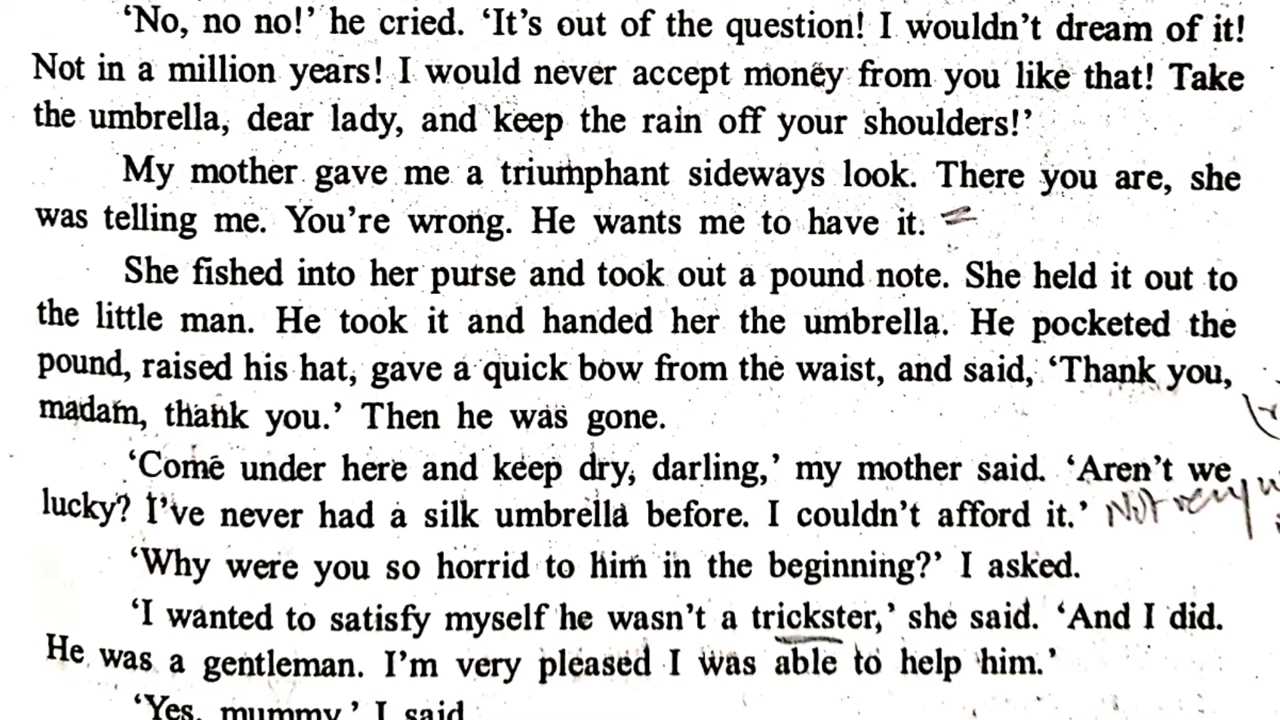 ‘No, no no!’ he cried. ‘It’s out of the question! I wouldn’t dream of it!
Not in a million years! I would never accept money from you like that! Take
the umbrella, dear lady, and keep the rain off your shoulders!’
My mother gave me a triumphant sideways look. There you are, she
was telling me. You’re wrong. He wants me to have it.
She fished into her purse and took out a pound note. She held it out to
the little man. He took it and handed her the umbrella. He pocketed the
pound, raised his hat, gave a quick bow from the waist, and said, ‘Thank you,
madam, thank you.’ Then he was gone.
‘Come under here and keep dry, darling,’ my mother said. ‘Aren’t we
lucky? I’ve never had a silk umbrella before. I couldn’t afford it.’ Not very
‘Why were you so horrid to him in the beginning?’ I asked.
‘I wanted to satisfy myself he wasn’t a trickster,’ she said. ‘And I did.
He was a gentleman. I’m very pleased I was able to help him.’
‘Yes, mummy,’ I said